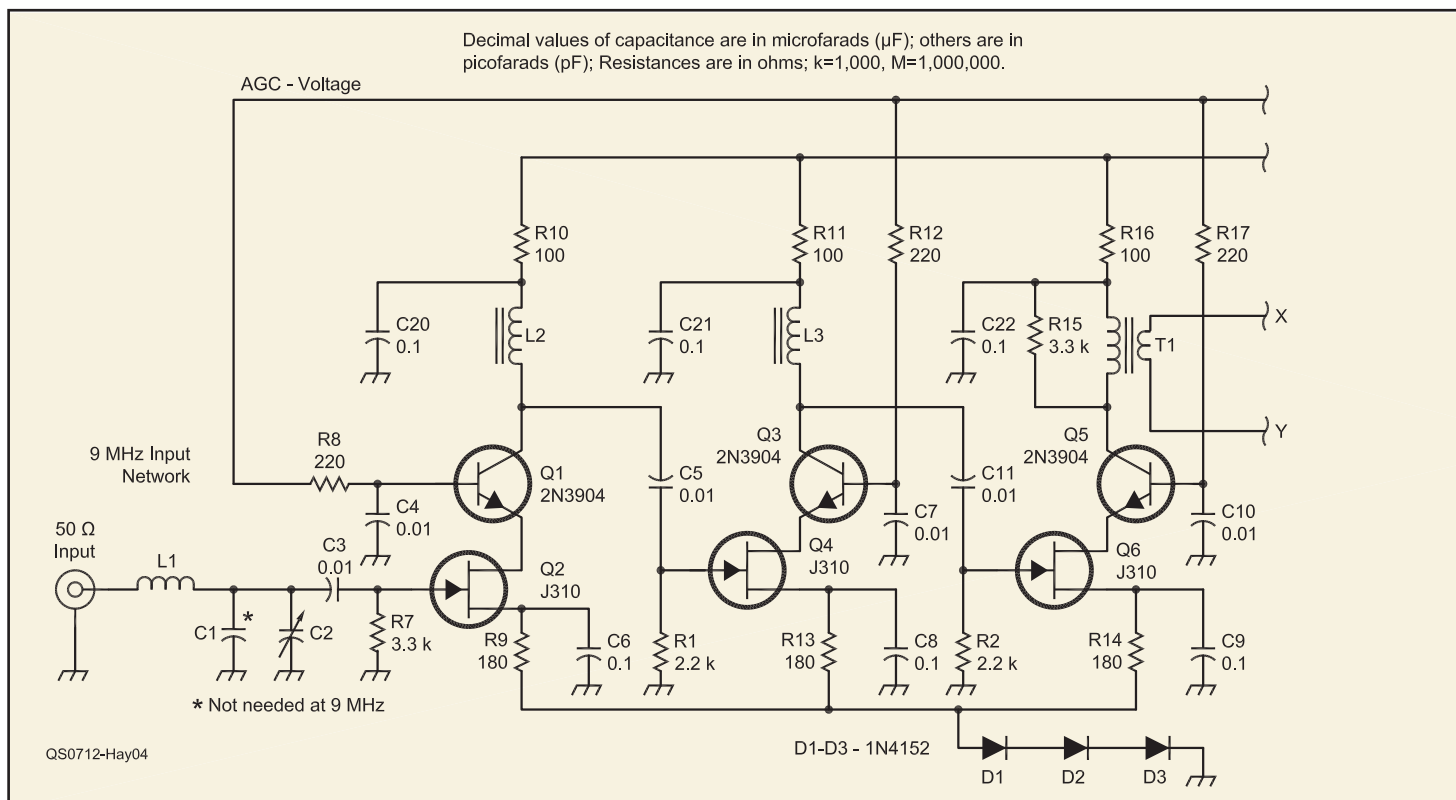 Decimal values of capacitance are in microfarads (µF); others are in
picofarads (pF); Resistances are in ohms; k=1,000, M=1,000,000.
AGC - Voltage
R10
100
R11
100
R12
220
R16
100
R17
220
C20
0.1
L2
C21
0.1
L3
C22
0.1
R15
3.3 k
T1
X
Y
9 MHz Input
Network
R8
220
Q1
2N3904
Q3
2N3904
Q5
2N3904
C5
0.01
C11
0.01
C4
0.01
C7
0.01
C10
0.01
50 Ω
Input
L1
C3
0.01
Q2
J310
Q4
J310
Q6
J310
C1
*
C2
R7
3.3 k
R9
180
C6
0.1
R1
2.2 k
R13
180
C8
0.1
R2
2.2 k
R14
180
C9
0.1
* Not needed at 9 MHz
QS0712-Hay04
D1-D3 - 1N4152
D1
D2
D3